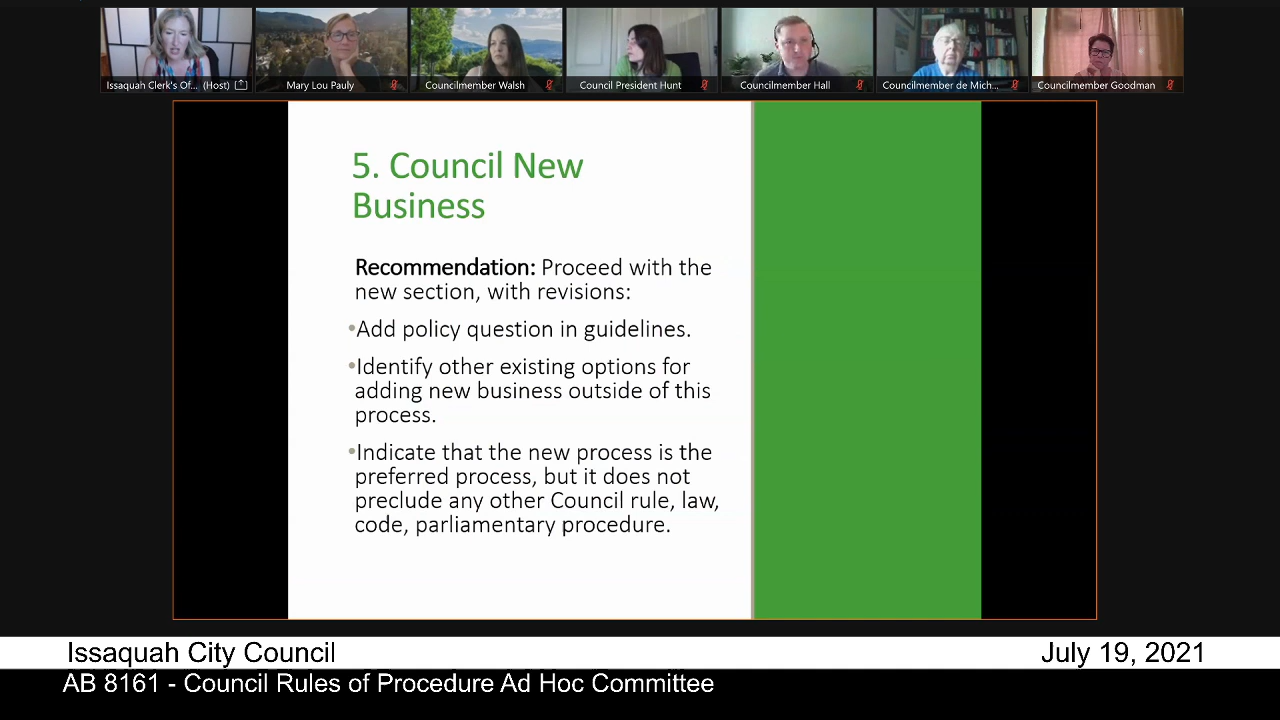 Issaquah Clerk's Of... (Host)
Mary Lou Pauly
Councilmember Walsh
Council President Hunt
Councilmember Hall
Councilmember de Mich...
Councilmember Goodman
5. Council New
Business
Recommendation: Proceed with the
new section, with revisions:
•Add policy question in guidelines.
•Identify other existing options for
adding new business outside of this
process.
•Indicate that the new process is the
preferred process, but it does not
preclude any other Council rule, law,
code, parliamentary procedure.
Issaquah City Council
July 19, 2021
AB 8161 - Council Rules of Procedure Ad Hoc Committee